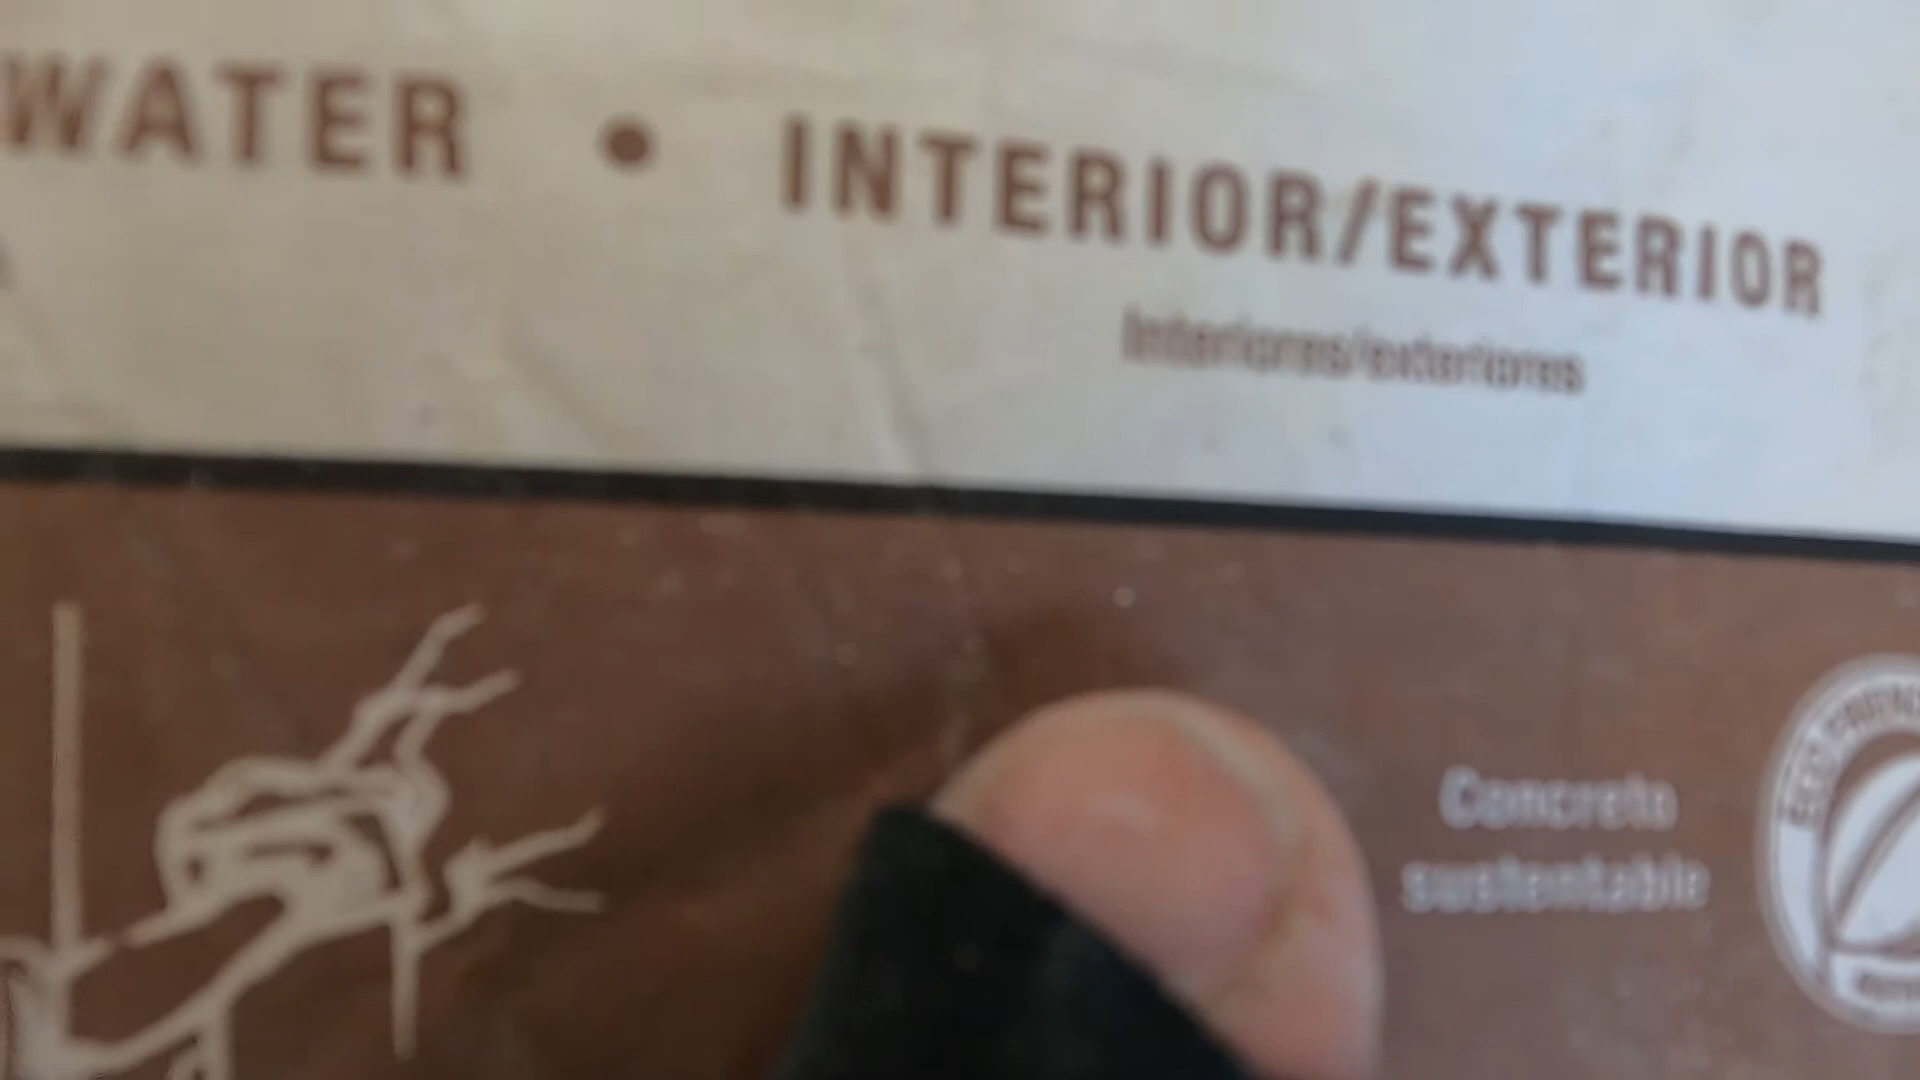 WATER • INTERIOR/EXTERIOR
Interiores/exteriores
Concreto
sustentable